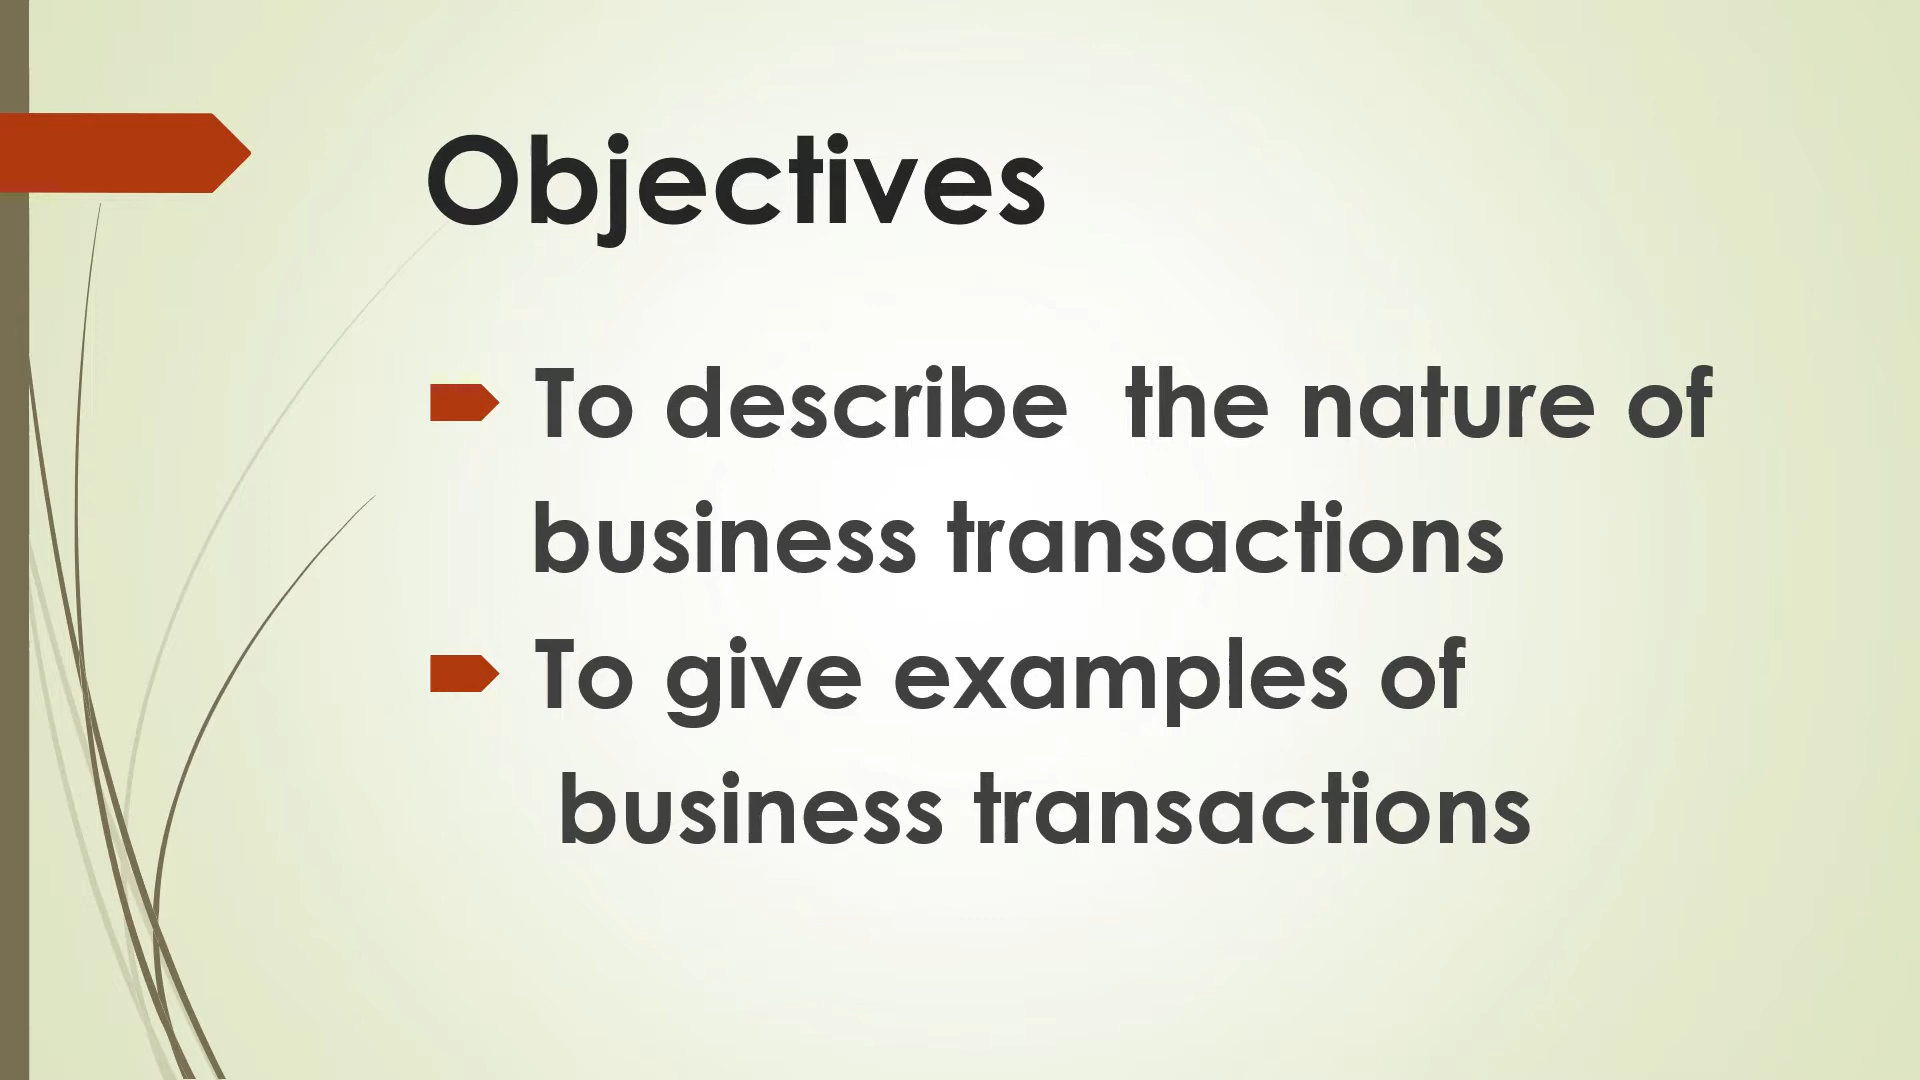 Objectives
To describe  the nature of
business transactions
To give examples of
business transactions